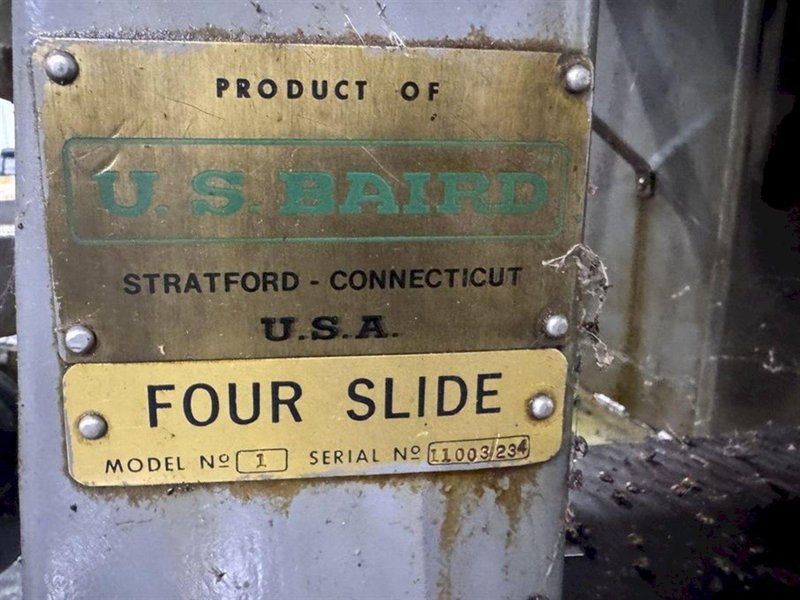 PRODUCT OF
U.S. BAIRD
STRATFORD - CONNECTICUT
U.S.A.
FOUR SLIDE
MODEL Nº 1 SERIAL Nº 11003/234